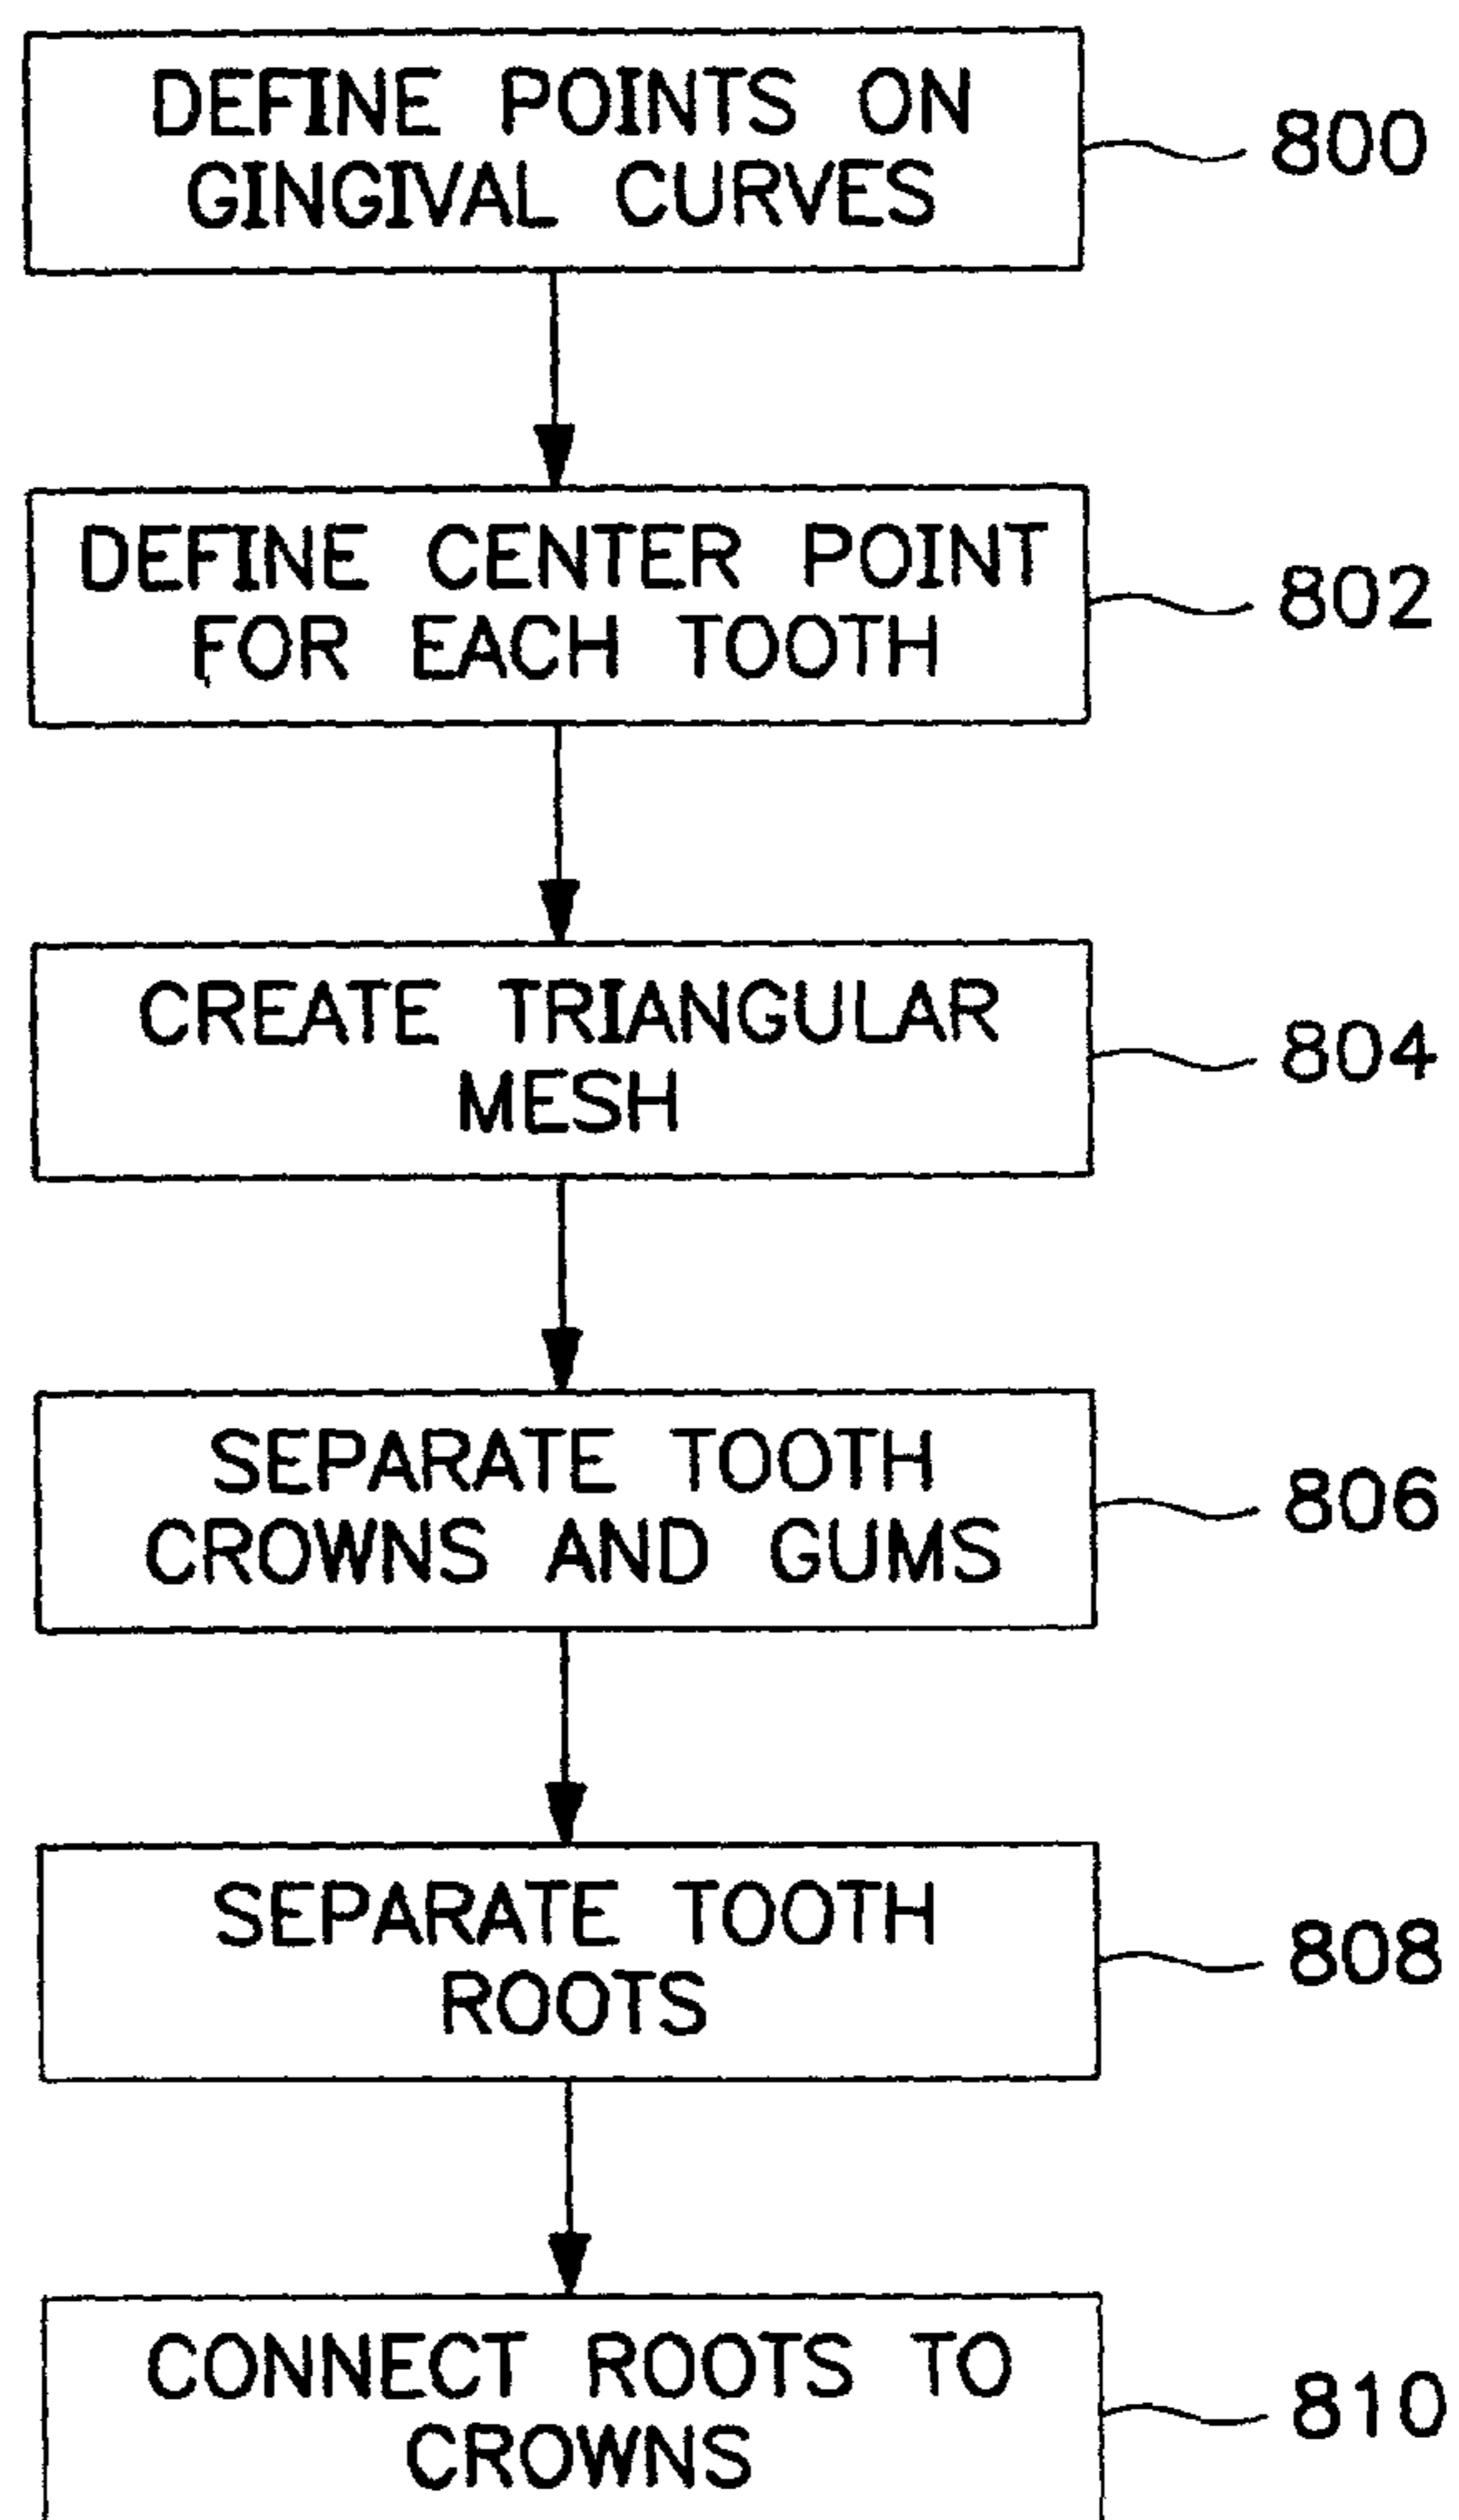 DEFINE POINTS ON
GINGIVAL CURVES
800
DEFINE CENTER POINT
FOR EACH TOOTH
802
CREATE TRIANGULAR
MESH
804
SEPARATE TOOTH
CROWNS AND GUMS
806
SEPARATE TOOTH
ROOTS
808
CONNECT ROOTS TO
CROWNS
810